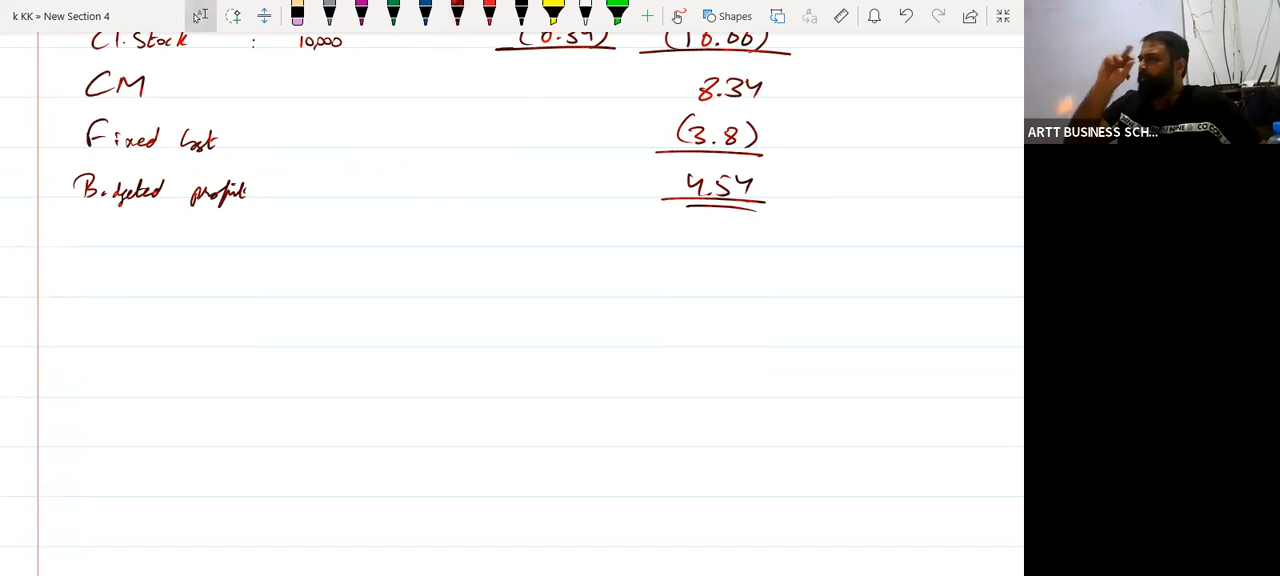 k KK » New Section 4 Shapes
Cl. Stock : 10,000 (0.54) (10.00)
CM 8.34
Fixed Cost (3.8)
Budgeted profit 4.54
ARTT BUSINESS SCH...